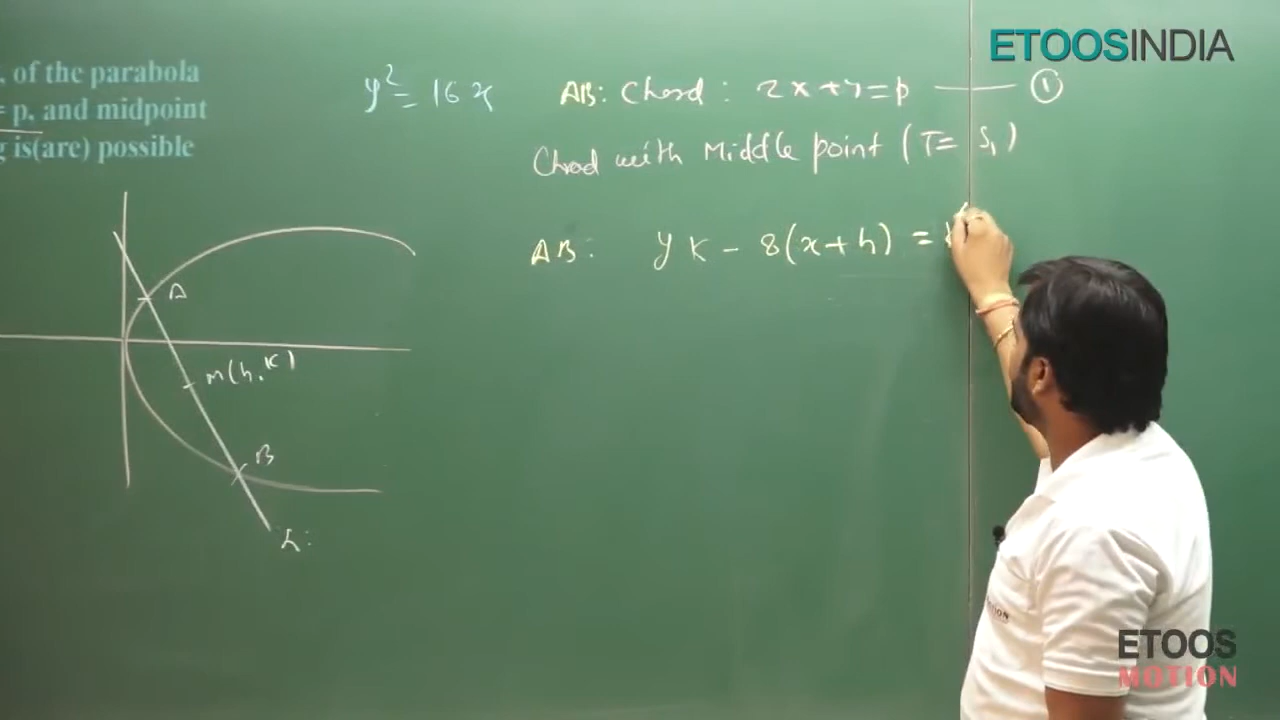 ETOOSINDIA
. of the parabola
= p, and midpoint
g is(are) possible
y² = 16x
AB: Chord: 2x+y=p ——— ①
Chord with Middle point (T= S₁)
AB: yk - 8(x+h) = k
A
M(h,k)
B
L:
ETOOS
MOTION